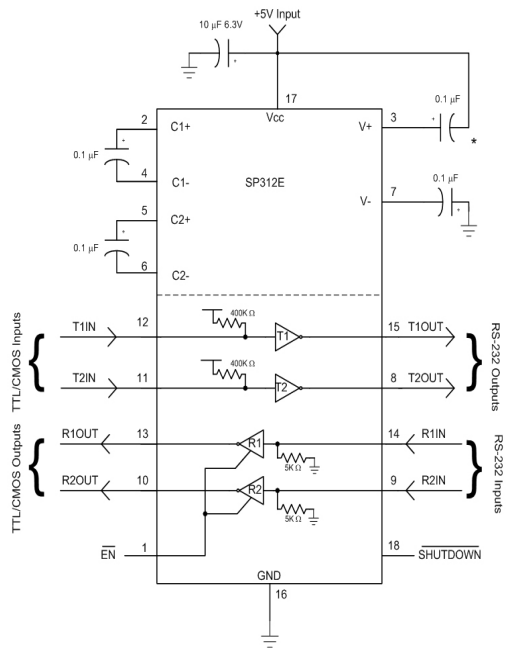 +5V Input
10 µF 6.3V
17
Vcc
0.1 µF
2
C1+
V+
3
*
0.1 µF
4
C1-
SP312E
0.1 µF
V-
7
5
C2+
0.1 µF
6
C2-
TTL/CMOS Inputs
T1IN
12
400K Ω
T1
15
T1OUT
RS-232 Outputs
T2IN
11
400K Ω
T2
8
T2OUT
TTL/CMOS Outputs
R1OUT
13
R1
14
R1IN
RS-232 Inputs
5K Ω
R2OUT
10
R2
9
R2IN
5K Ω
EN
1
18
SHUTDOWN
GND
16